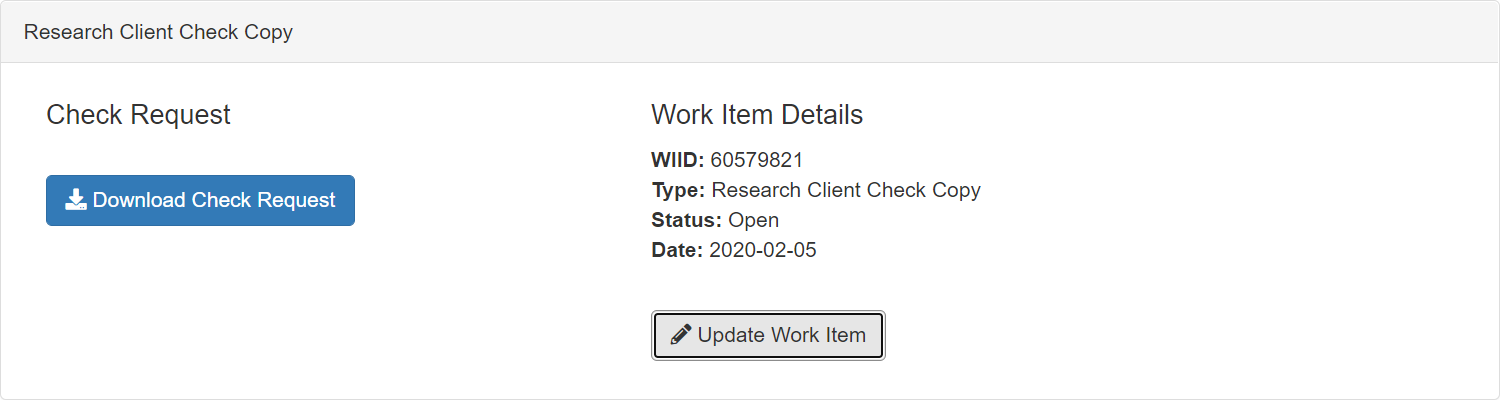 Research Client Check Copy
Check Request
Download Check Request
Work Item Details
WIID: 60579821
Type: Research Client Check Copy
Status: Open
Date: 2020-02-05
Update Work Item